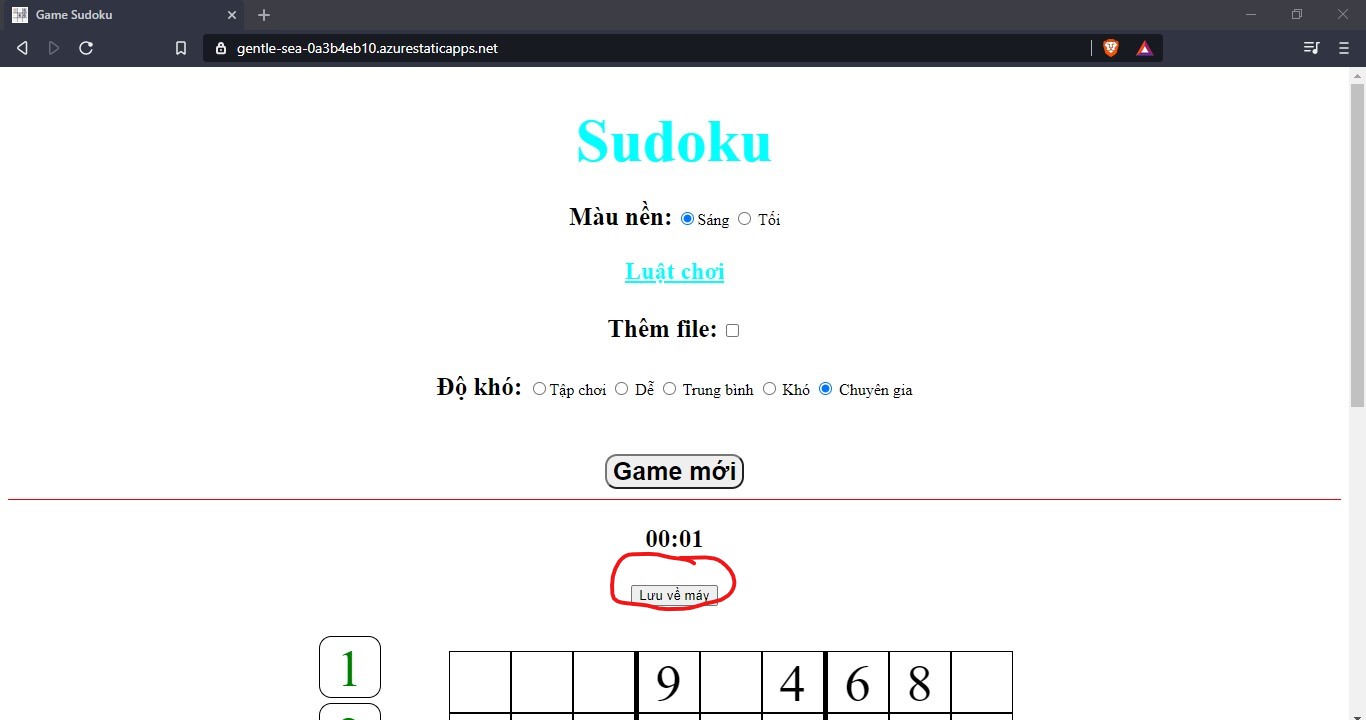 Game Sudoku
gentle-sea-0a3b4eb10.azurestaticapps.net
Sudoku
Màu nền: Sáng Tối
Luật chơi
Thêm file:
Độ khó: Tập chơi Dễ Trung bình Khó Chuyên gia
Game mới
00:01
Lưu về máy
1 9 4 6 8